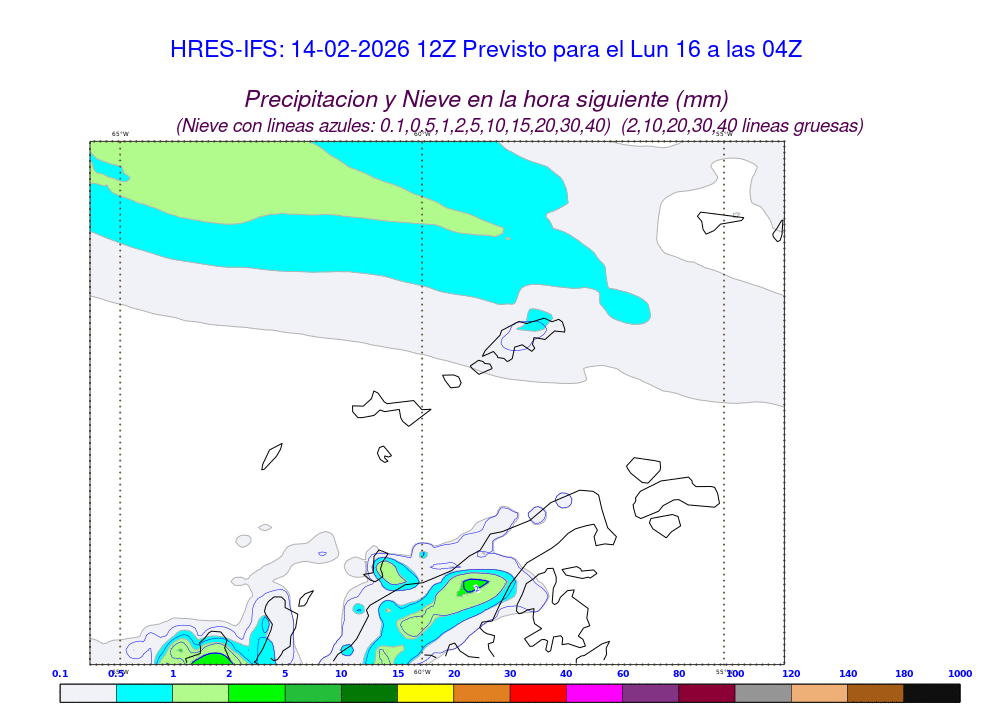 HRES-IFS: 14-02-2026 12Z Previsto para el Lun 16 a las 04Z
Precipitacion y Nieve en la hora siguiente (mm)
(Nieve con lineas azules: 0.1,0.5,1,2,5,10,15,20,30,40) (2,10,20,30,40 lineas gruesas)
65°W 60°W 55°W
65°W 60°W 55°W
0.1 0.5 1 2 5 10 15 20 30 40 60 80 100 120 140 180 1000